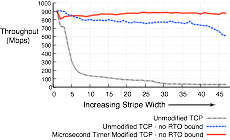 900
800
Throughput 700
(Mbps) 600
500
400
300
200
100
0
0 5 10 15 20 25 30 35 40 45
Increasing Stripe Width
Unmodified TCP
Unmodified TCP - no RTO bound
Microsecond Timer Modified TCP - no RTO bound